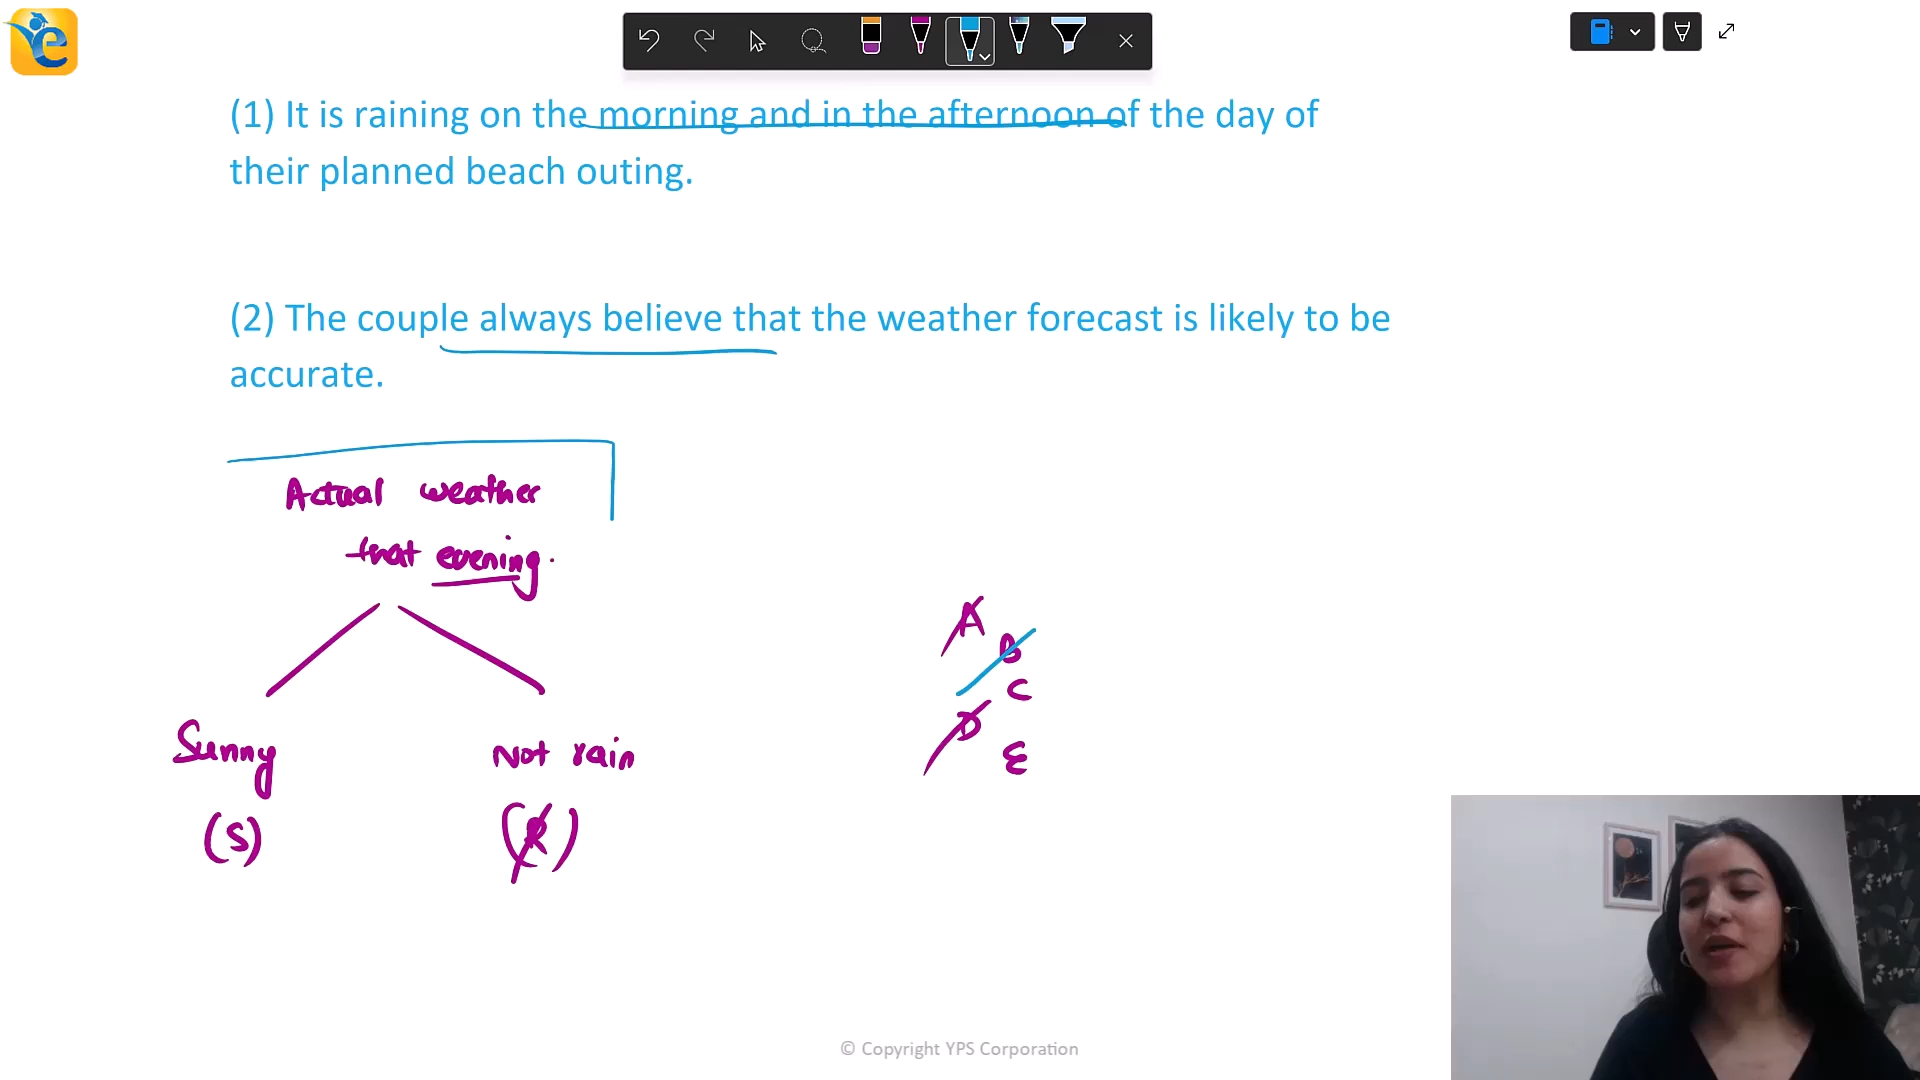 e
(1) It is raining on the morning and in the afternoon of the day of
their planned beach outing.
(2) The couple always believe that the weather forecast is likely to be
accurate.
Actual weather
that evening.
Sunny
Not rain
(S)
(R)
A
B
C
D
E
© Copyright YPS Corporation